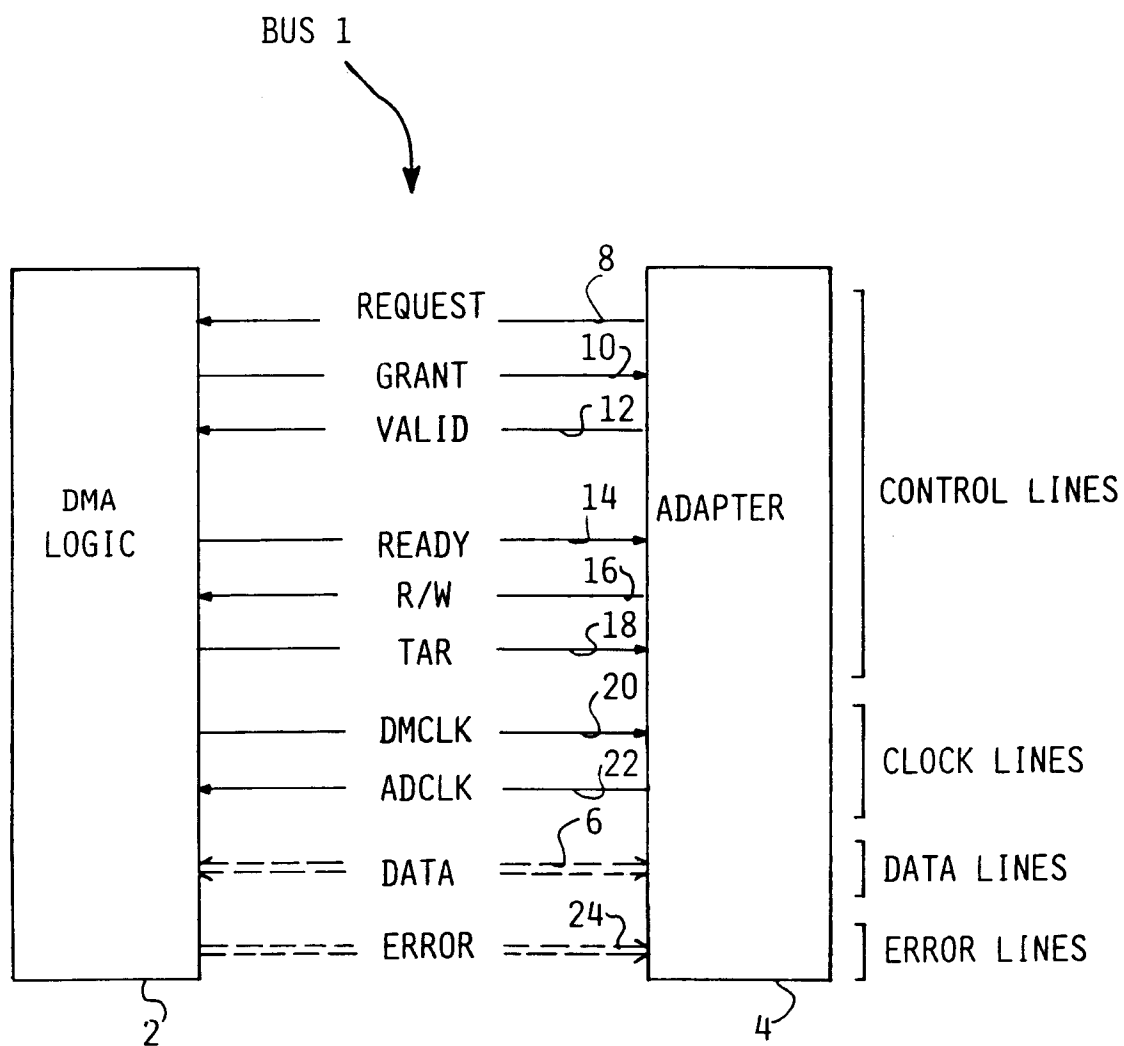 BUS 1
8
REQUEST
10
GRANT
12
VALID
DMA
LOGIC
14
READY
ADAPTER
CONTROL LINES
16
R/W
18
TAR
20
DMCLK
22
ADCLK
CLOCK LINES
6
DATA
DATA LINES
24
ERROR
ERROR LINES
2
4